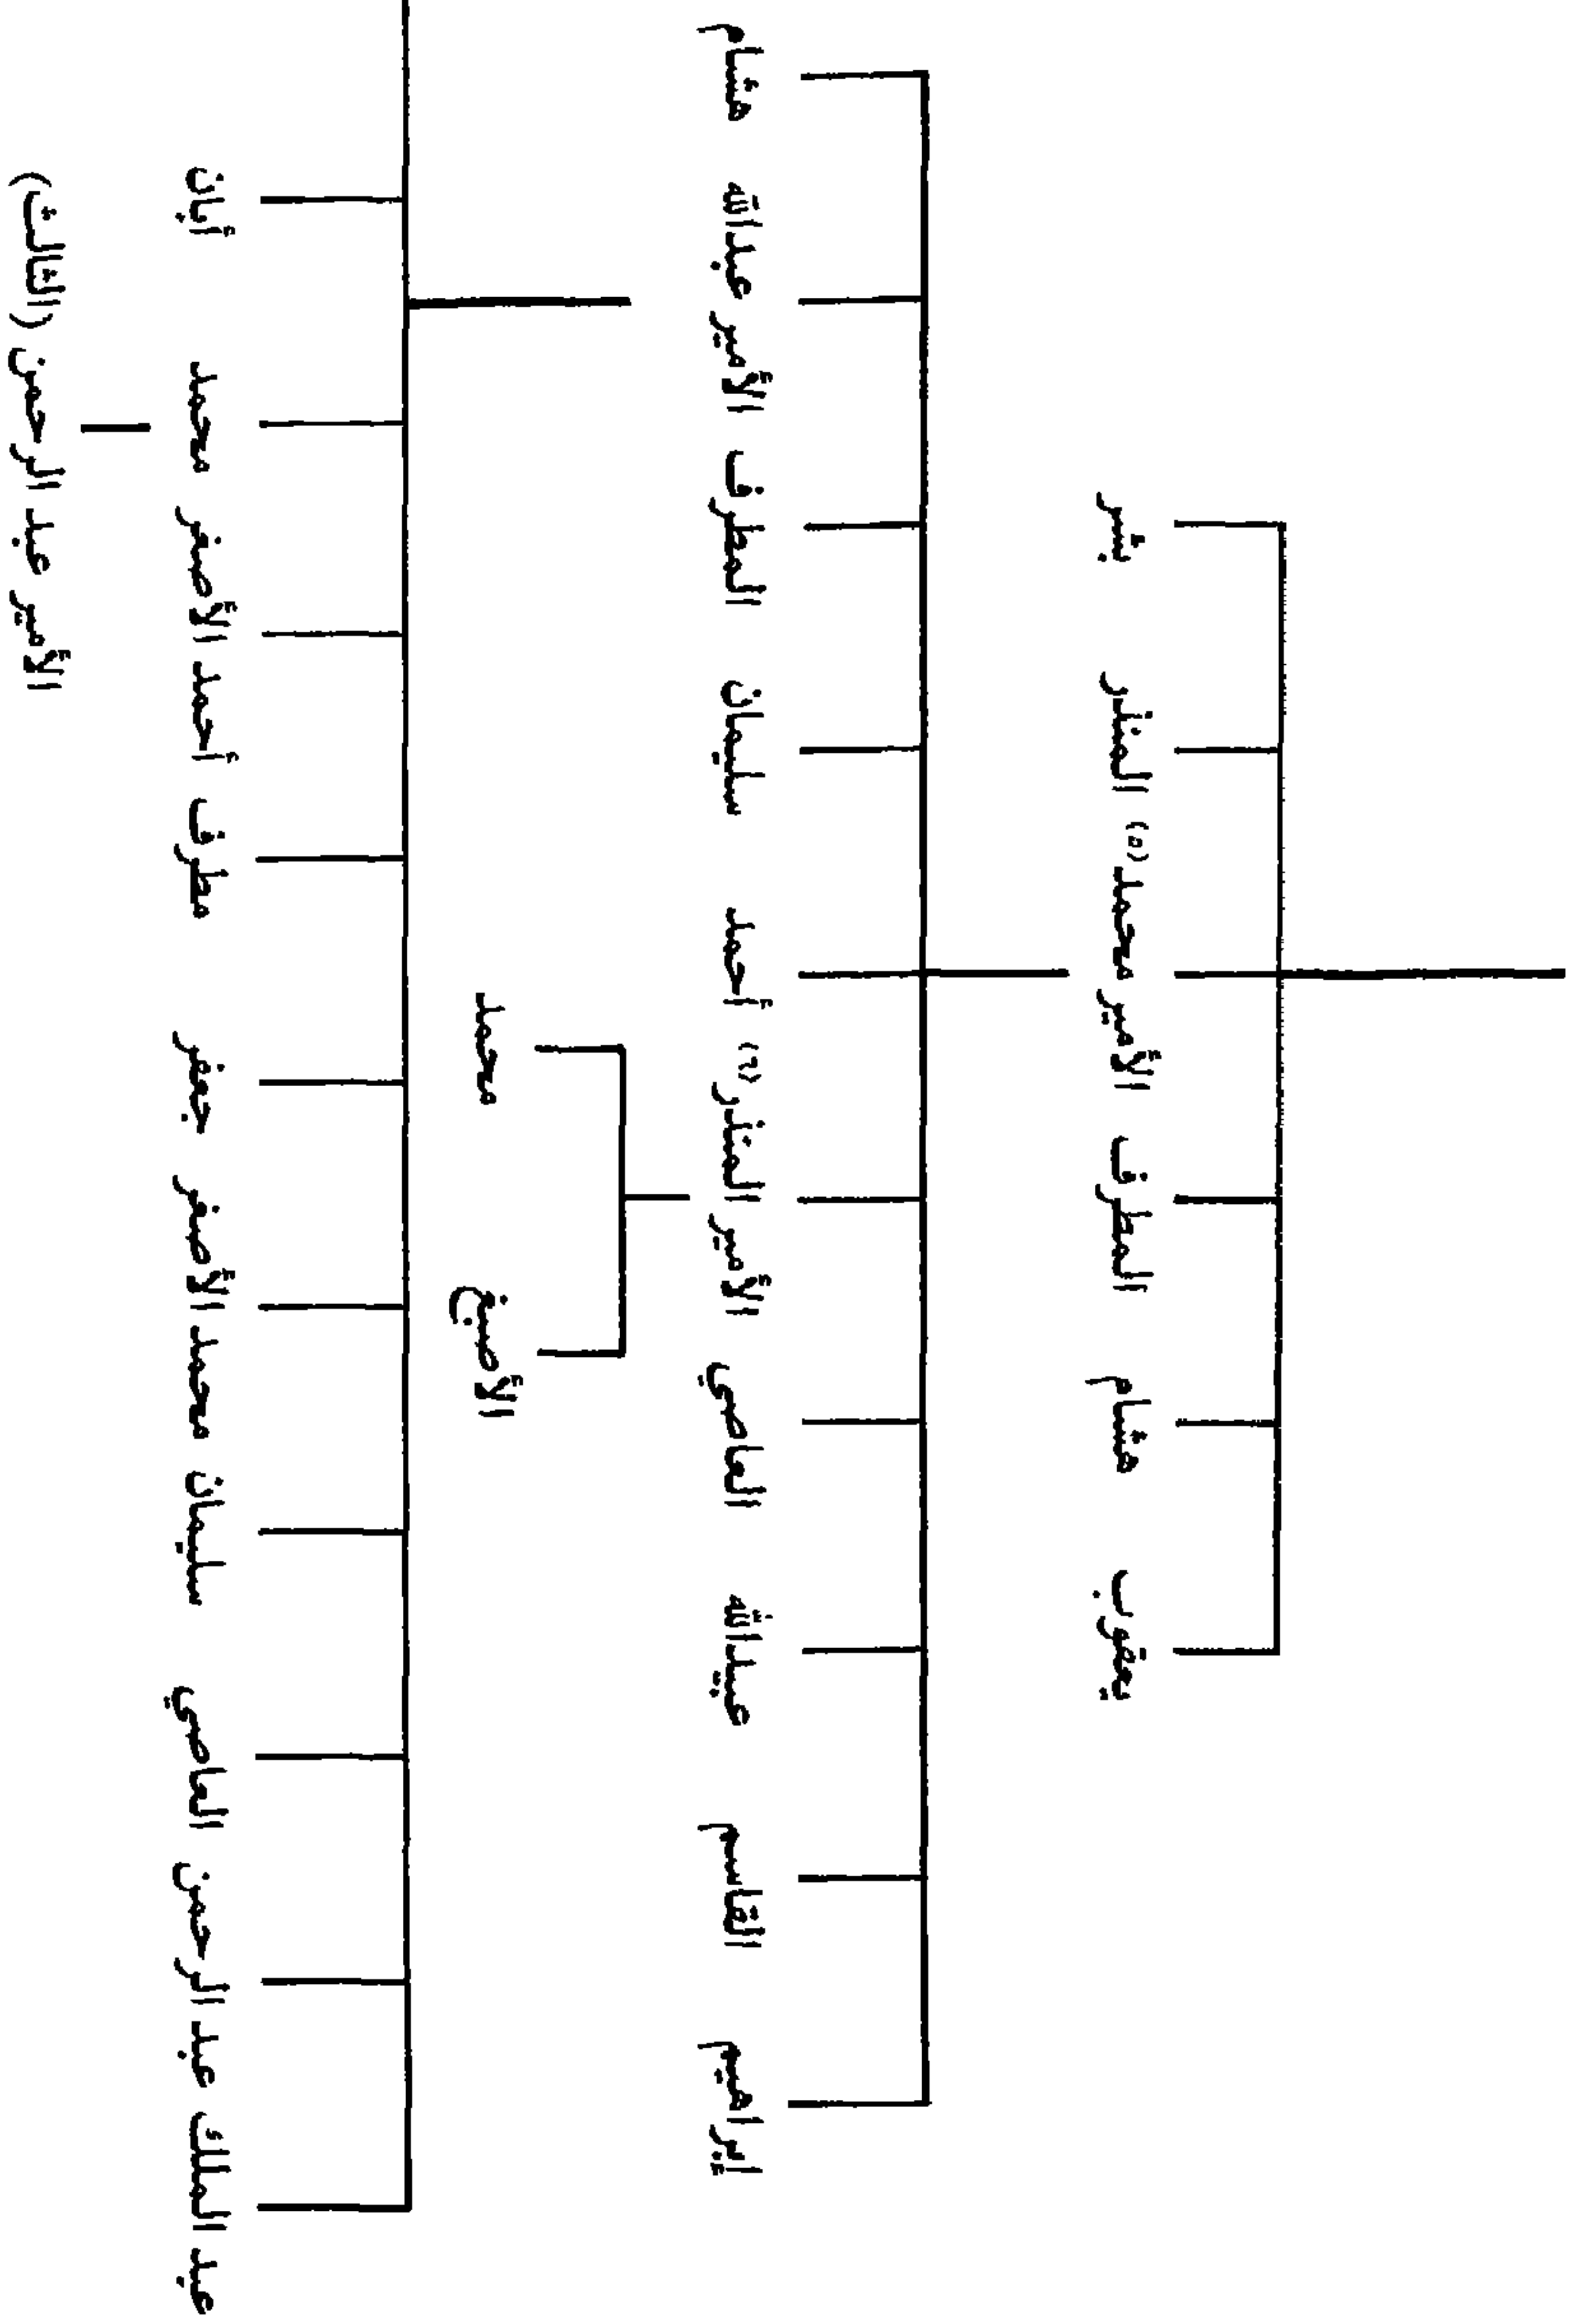 يعقوب هشام المطرف الأمير محمد (٥) المنذر بشر
إبراهيم القاسم عبيدالله العاصي الأمير المنذر (٦) أحمد سليمان المطرف الأمير عبدالله هشام
الأصبغ محمد
عبد الملك عبد الرحمن العاصي سليمان محمد الأصغر جعفر مطرف أحمد الأصغر محمد أبان
الأمير عبد الرحمن (الثالث)